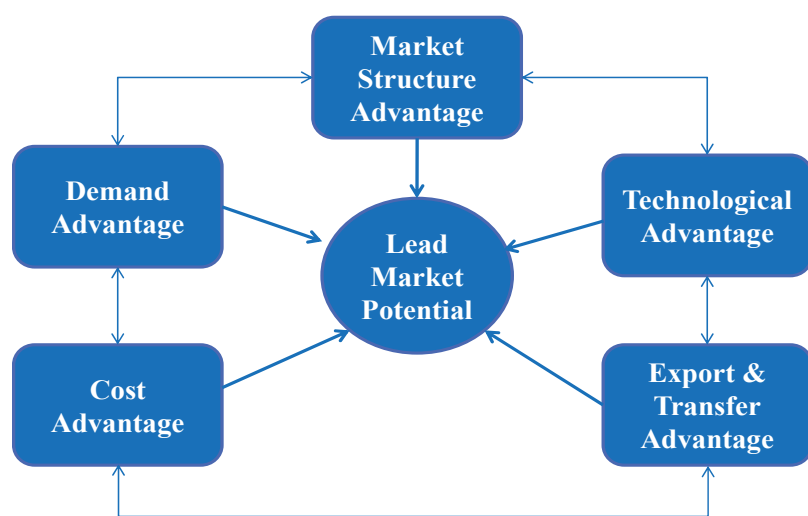 Market
Structure
Advantage
Demand
Advantage
Technological
Advantage
Lead
Market
Potential
Cost
Advantage
Export &
Transfer
Advantage